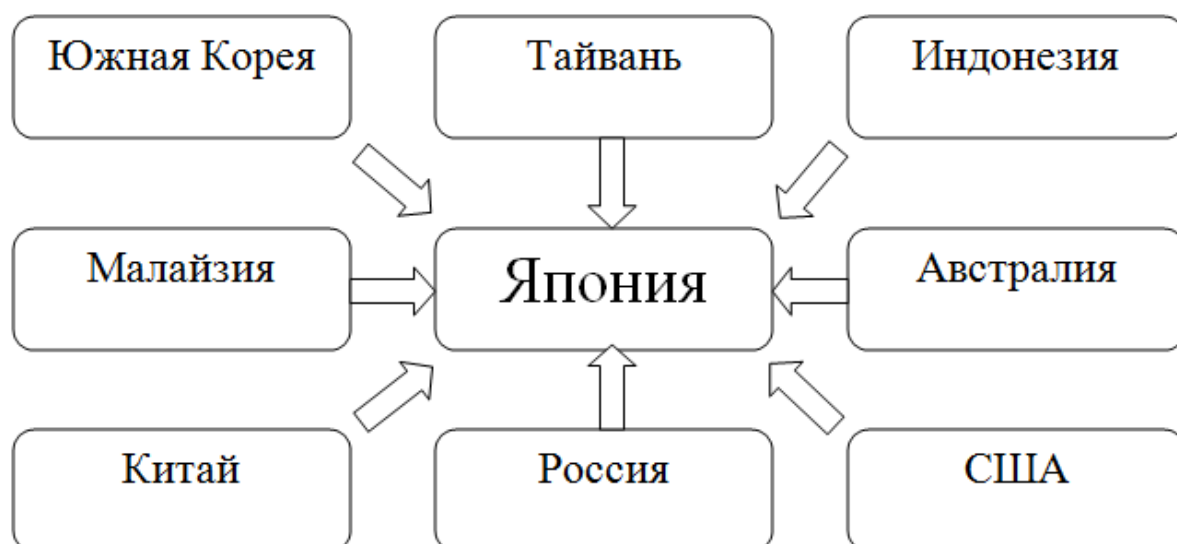 Южная Корея
Тайвань
Индонезия
Малайзия
Япония
Австралия
Китай
Россия
США